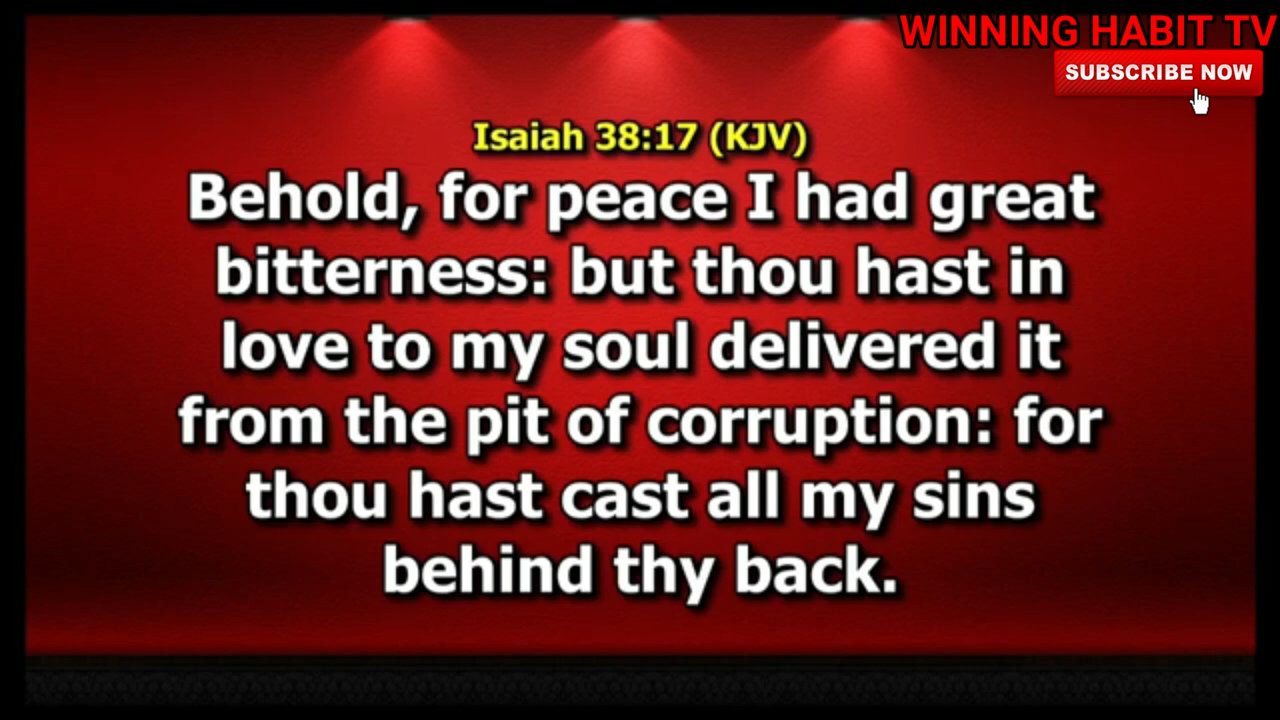 WINNING HABIT TV
SUBSCRIBE NOW
Isaiah 38:17 (KJV)
Behold, for peace I had great
bitterness: but thou hast in
love to my soul delivered it
from the pit of corruption: for
thou hast cast all my sins
behind thy back.